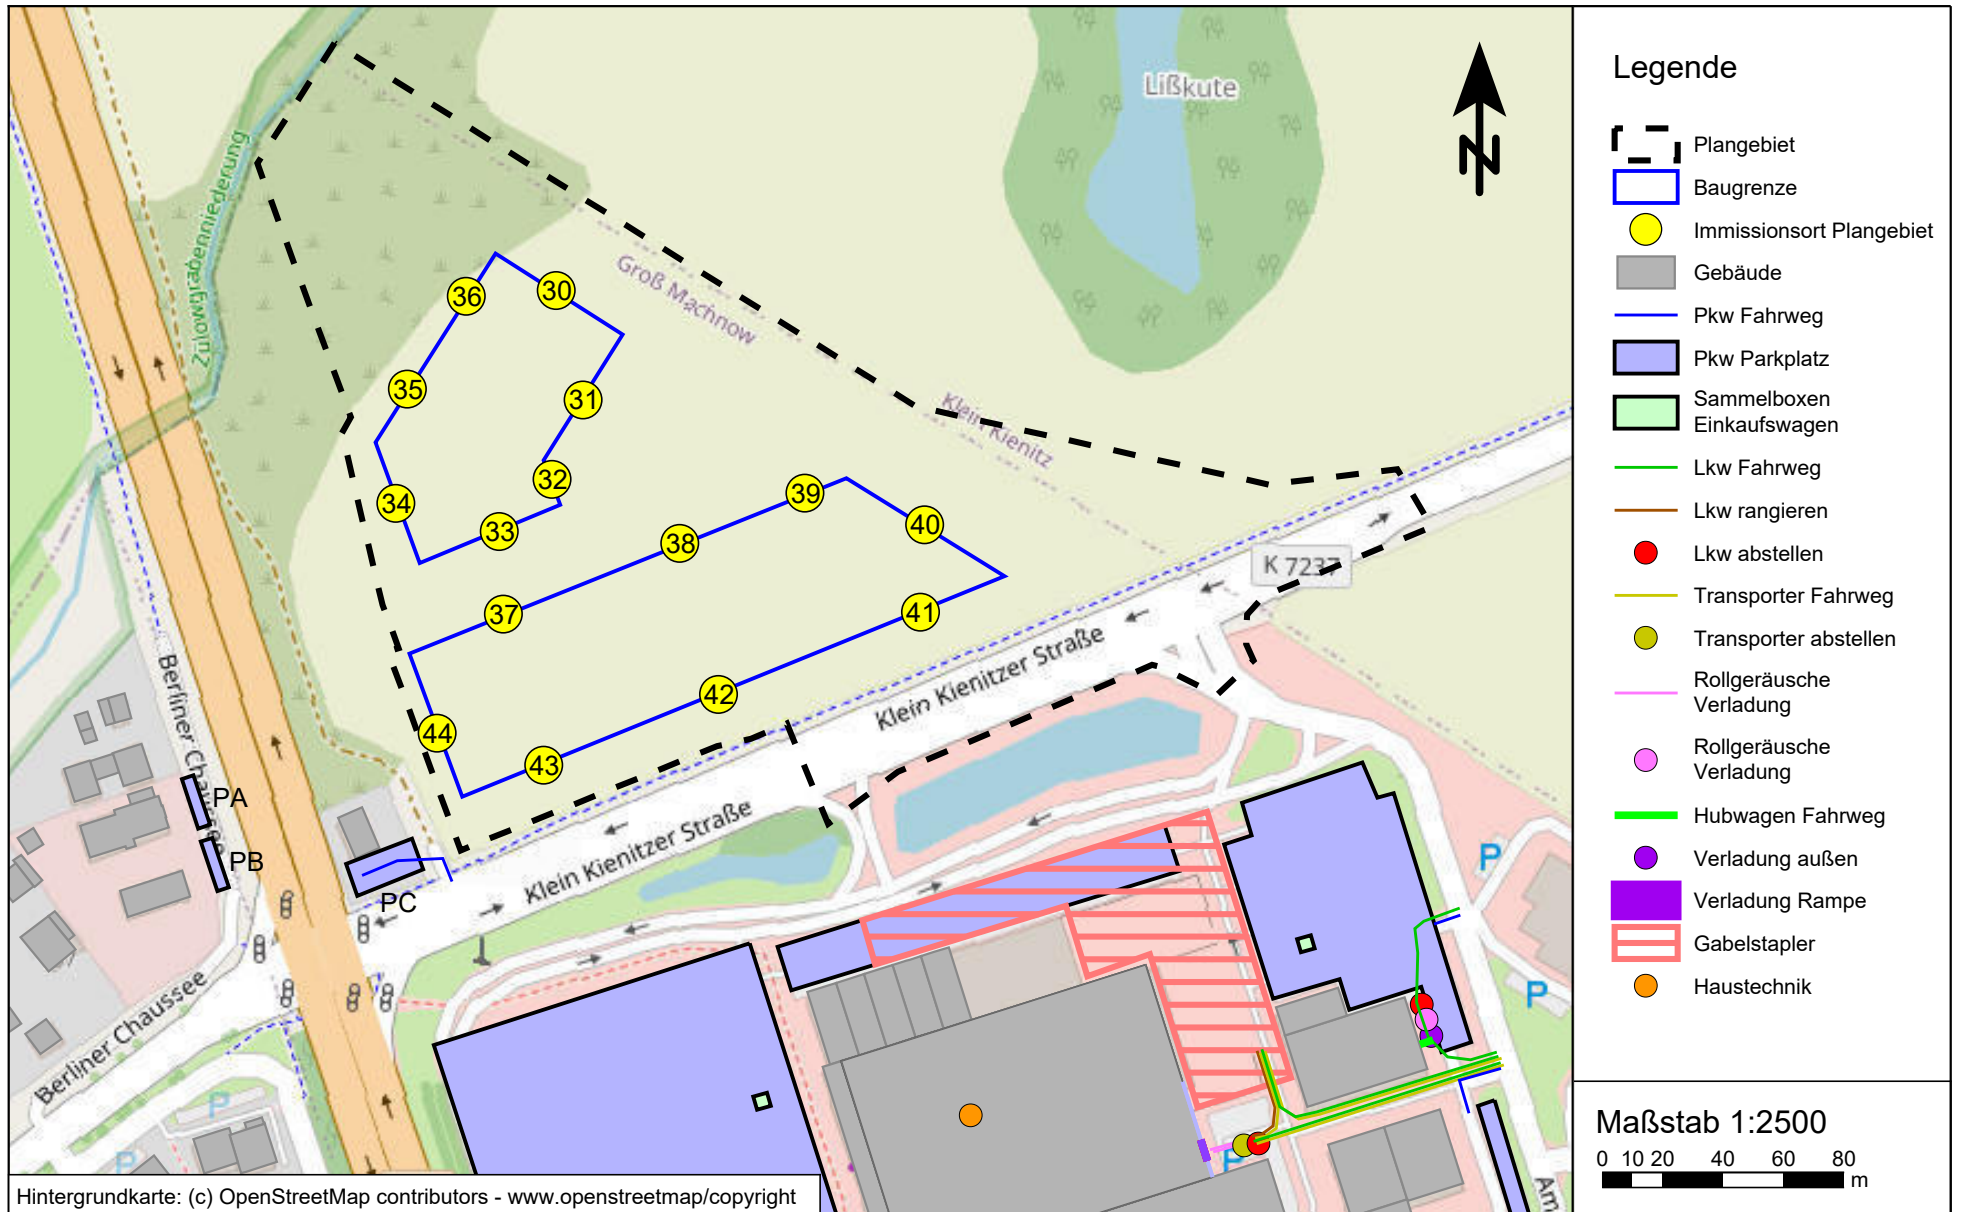 Lißkute
Zülowgrabenniederung
Groß Machnow
Klein Kienitz
K 7237
36
30
35
31
32
34
33
39
40
38
37
41
42
44
43
Klein Kienitzer Straße
Klein Kienitzer Straße
Berliner Chaussee
Berliner Chaussee
PA
PB
PC
P
P
P
P
P
Am
N
Hintergrundkarte: (c) OpenStreetMap contributors - www.openstreetmap/copyright
Legende
Plangebiet
Baugrenze
Immissionsort Plangebiet
Gebäude
Pkw Fahrweg
Pkw Parkplatz
Sammelboxen
Einkaufswagen
Lkw Fahrweg
Lkw rangieren
Lkw abstellen
Transporter Fahrweg
Transporter abstellen
Rollgeräusche
Verladung
Rollgeräusche
Verladung
Hubwagen Fahrweg
Verladung außen
Verladung Rampe
Gabelstapler
Haustechnik
Maßstab 1:2500
0 10 20 40 60 80
m